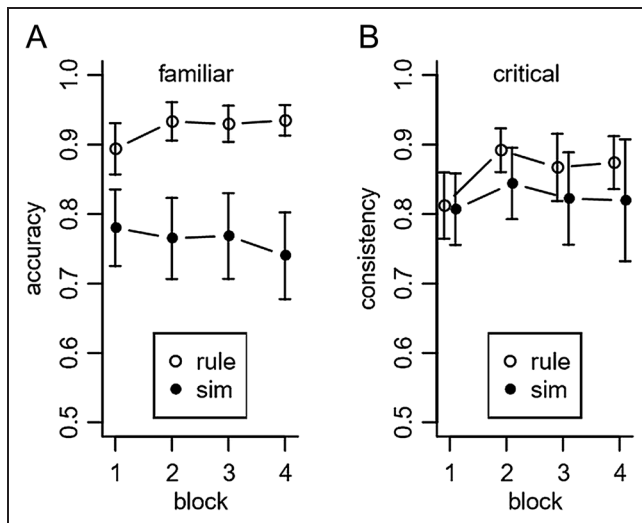 A
familiar
accuracy
1.0
0.9
0.8
0.7
0.6
0.5
rule
sim
1 2 3 4
block
B
critical
consistency
1.0
0.9
0.8
0.7
0.6
0.5
rule
sim
1 2 3 4
block